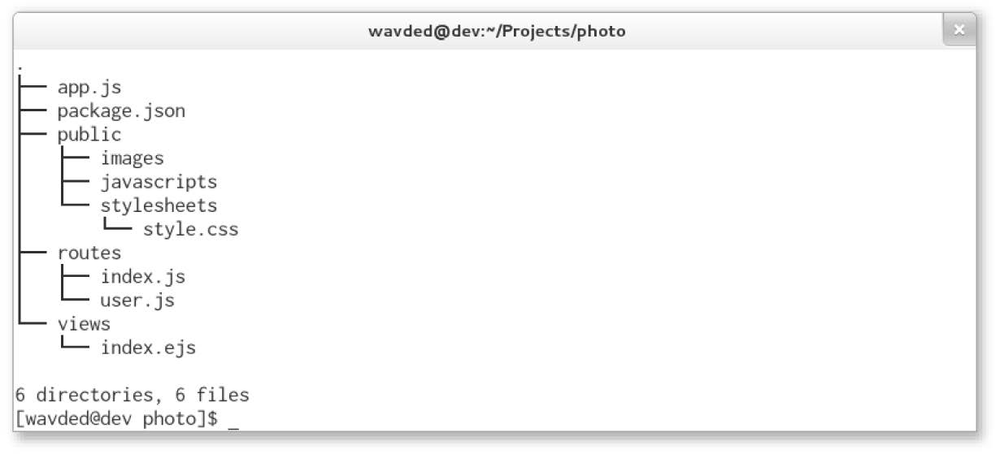 wavded@dev:~/Projects/photo
.
├── app.js
├── package.json
├── public
│   ├── images
│   ├── javascripts
│   └── stylesheets
│       └── style.css
├── routes
│   ├── index.js
│   └── user.js
└── views
    └── index.ejs
6 directories, 6 files
[wavded@dev photo]$ _